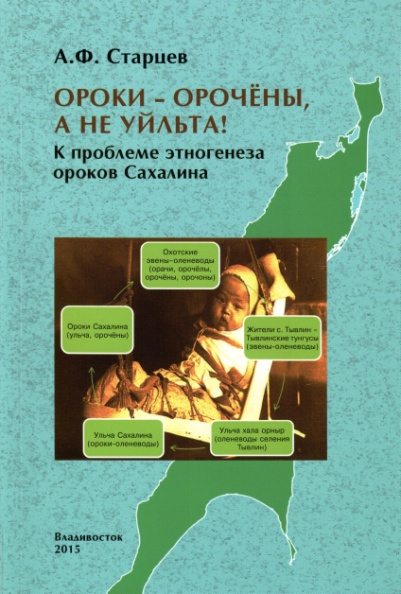 А.Ф. Старцев
ОРОКИ – ОРОЧЁНЫ,
А НЕ УЙЛЬТА!
К проблеме этногенеза
ороков Сахалина
Охотские
эвены-оленеводы
(орачи, орочёлы,
орочёны, орочоны)
Ороки Сахалина
(ульча, орочёны)
Жители с. Тывлин –
Тывлинские тунгусы
(эвены-оленеводы)
Ульча Сахалина
(ороки-оленеводы)
Ульча хала орныр
(оленеводы селения
Тывлин)
Владивосток
2015